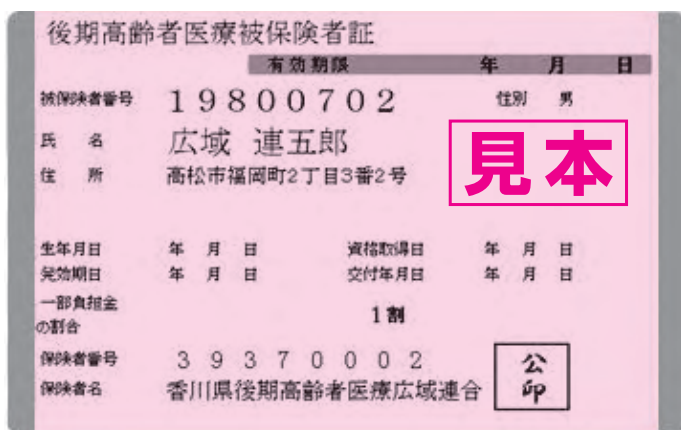 後期高齢者医療被保険者証
有効期限 年 月 日
被保険者番号 19800702 性別 男
氏 名 広域 連五郎
住 所 高松市福岡町2丁目3番2号
見本
生年月日 年 月 日 資格取得日 年 月 日
発効期日 年 月 日 交付年月日 年 月 日
一部負担金
の割合 1割
保険者番号 39370002
保険者名 香川県後期高齢者医療広域連合
公
印